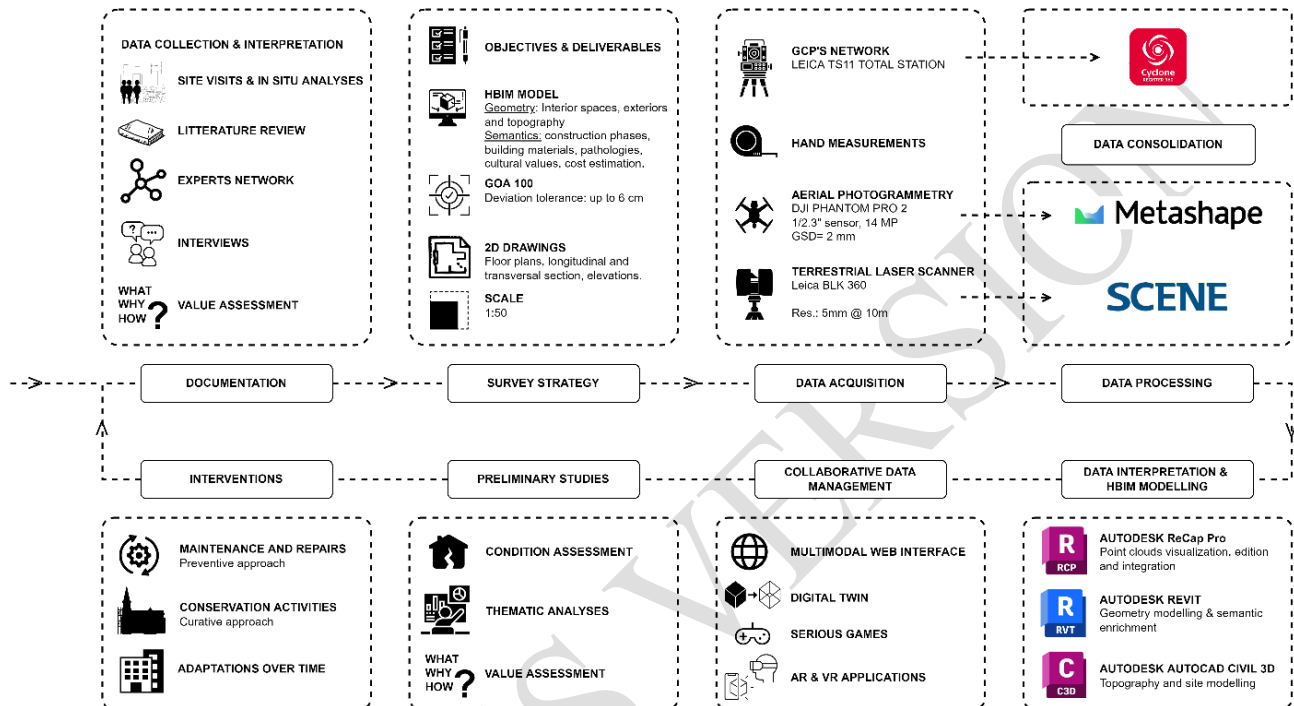 DATA COLLECTION & INTERPRETATION
SITE VISITS & IN SITU ANALYSES
LITTERATURE REVIEW
EXPERTS NETWORK
?
...
INTERVIEWS
WHAT
WHY
HOW ?
VALUE ASSESSMENT
OBJECTIVES & DELIVERABLES
HBIM MODEL
Geometry: Interior spaces, exteriors
and topography
Semantics: construction phases,
building materials, pathologies,
cultural values, cost estimation.
GOA 100
Deviation tolerance: up to 6 cm
2D DRAWINGS
Floor plans, longitudinal and
transversal section, elevations.
SCALE
1:50
GCP'S NETWORK
LEICA TS11 TOTAL STATION
HAND MEASUREMENTS
AERIAL PHOTOGRAMMETRY
DJI PHANTOM PRO 2
1/2.3" sensor, 14 MP
GSD= 2 mm
TERRESTRIAL LASER SCANNER
Leica BLK 360
Res.: 5mm @ 10m
Cyclone
REGISTER 360
DATA CONSOLIDATION
Metashape
SCENE
DOCUMENTATION
SURVEY STRATEGY
DATA ACQUISITION
DATA PROCESSING
INTERVENTIONS
PRELIMINARY STUDIES
COLLABORATIVE DATA
MANAGEMENT
DATA INTERPRETATION &
HBIM MODELLING
MAINTENANCE AND REPAIRS
Preventive approach
CONSERVATION ACTIVITIES
Curative approach
ADAPTATIONS OVER TIME
CONDITION ASSESSMENT
THEMATIC ANALYSES
WHAT
WHY
HOW ?
VALUE ASSESSMENT
MULTIMODAL WEB INTERFACE
DIGITAL TWIN
SERIOUS GAMES
AR & VR APPLICATIONS
R
RCP
AUTODESK ReCap Pro
Point clouds visualization, edition
and integration
R
RVT
AUTODESK REVIT
Geometry modelling & semantic
enrichment
C
C3D
AUTODESK AUTOCAD CIVIL 3D
Topography and site modelling
S VERSION